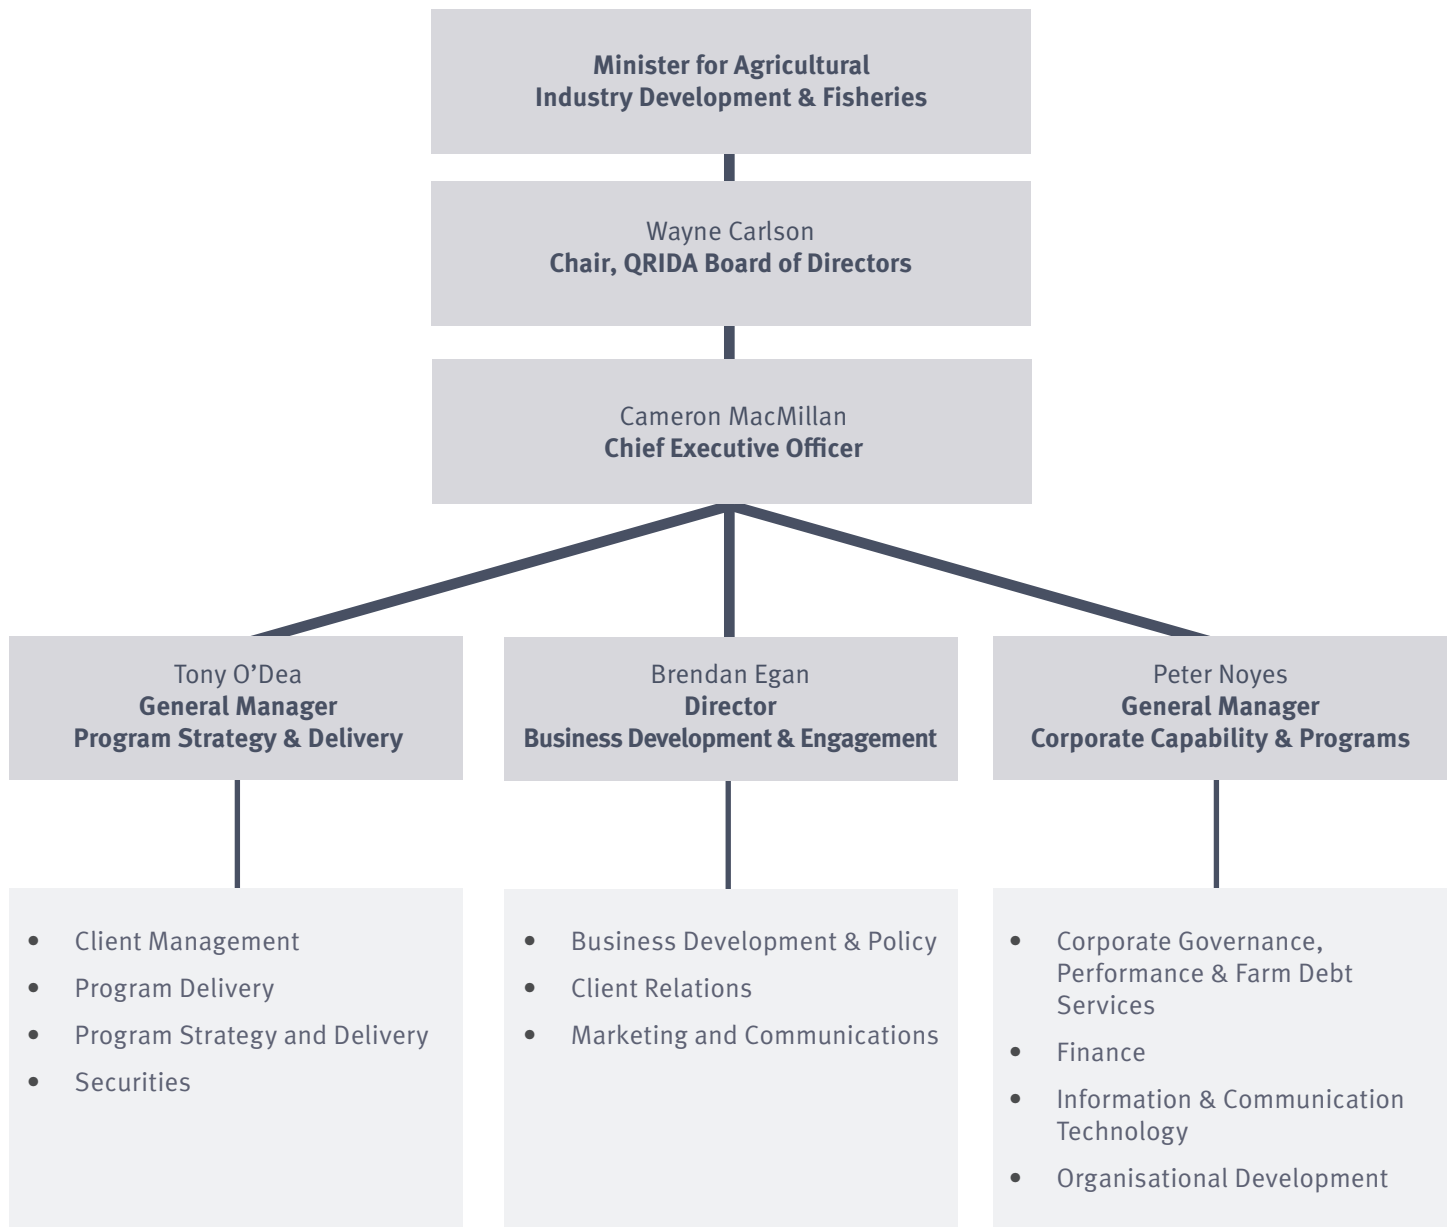 Minister for Agricultural
Industry Development & Fisheries
Wayne Carlson
Chair, QRIDA Board of Directors
Cameron MacMillan
Chief Executive Officer
Tony O’Dea
General Manager
Program Strategy & Delivery
Brendan Egan
Director
Business Development & Engagement
Peter Noyes
General Manager
Corporate Capability & Programs
• Client Management
• Program Delivery
• Program Strategy and Delivery
• Securities
• Business Development & Policy
• Client Relations
• Marketing and Communications
• Corporate Governance,
Performance & Farm Debt
Services
• Finance
• Information & Communication
Technology
• Organisational Development